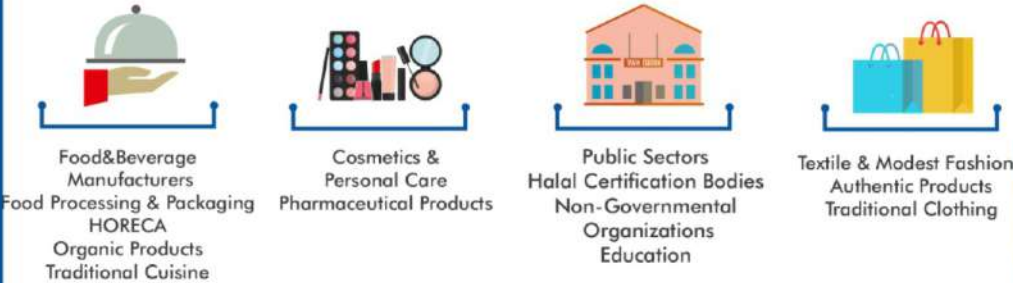 Food&Beverage
Manufacturers
Food Processing & Packaging
HORECA
Organic Products
Traditional Cuisine
Cosmetics &
Personal Care
Pharmaceutical Products
Public Sectors
Halal Certification Bodies
Non-Governmental
Organizations
Education
Textile & Modest Fashion
Authentic Products
Traditional Clothing